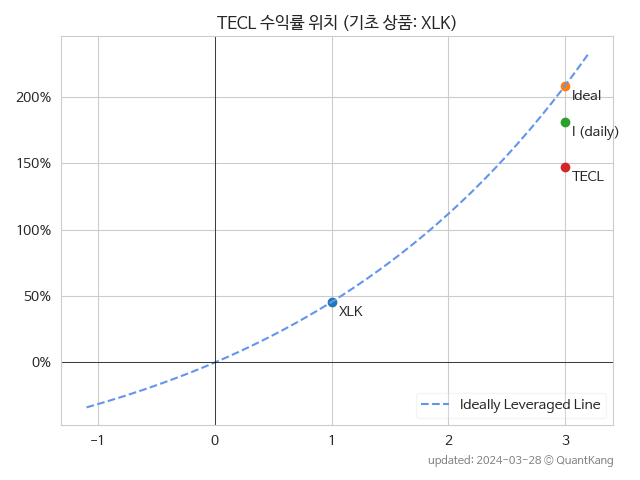 TECL 수익률 위치 (기초 상품: XLK)
200%
150%
100%
50%
0%
Ideal
I (daily)
TECL
XLK
Ideally Leveraged Line
−1
0
1
2
3
updated: 2024-03-28 © QuantKang